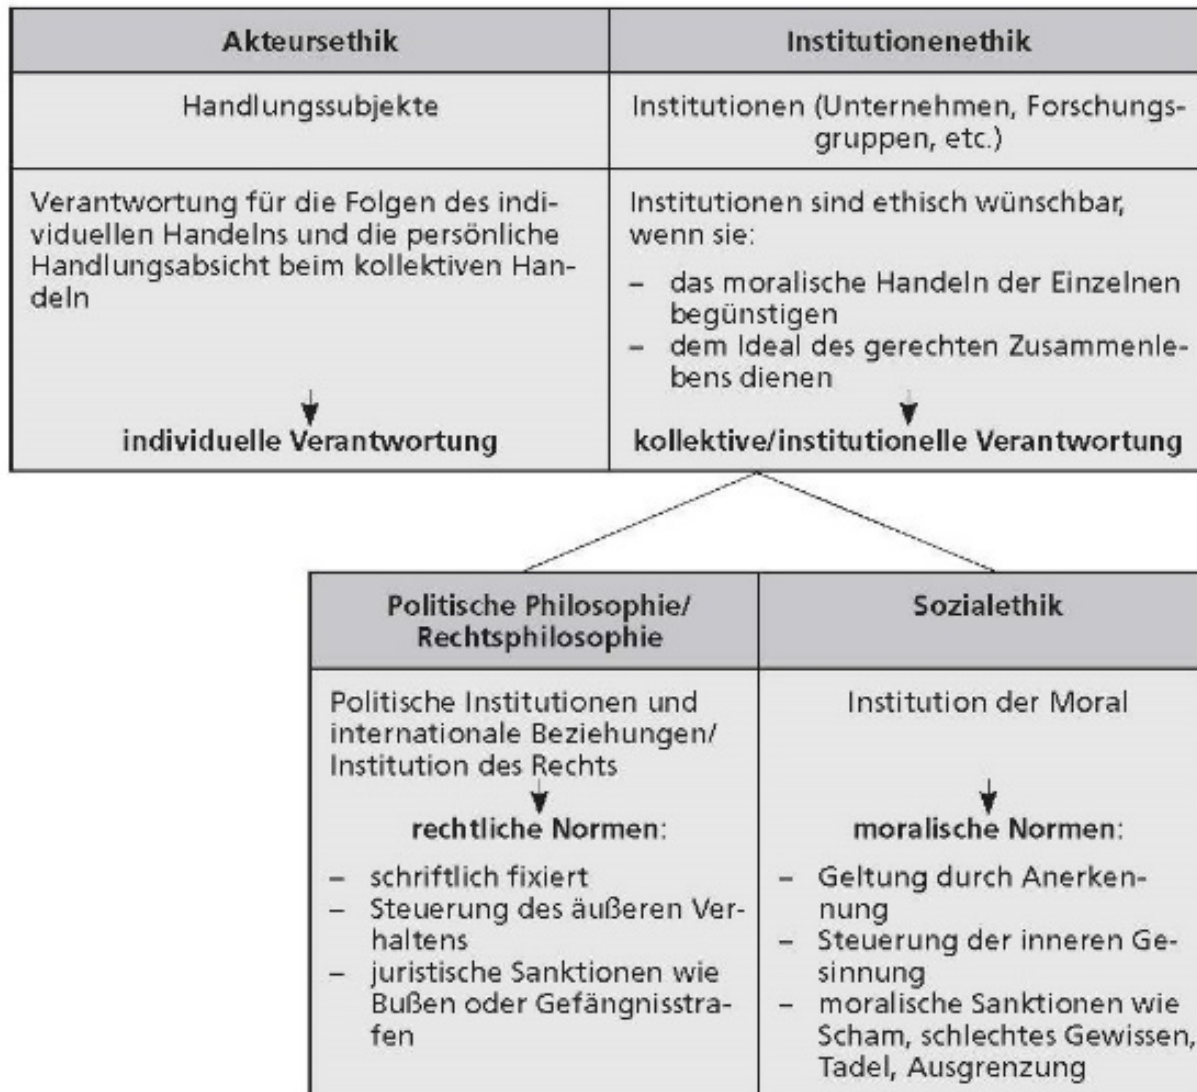 Akteursethik
Institutionenethik
Handlungssubjekte
Institutionen (Unternehmen, Forschungs-
gruppen, etc.)
Verantwortung für die Folgen des indi-
viduellen Handelns und die persönliche
Handlungsabsicht beim kollektiven Han-
deln
individuelle Verantwortung
Institutionen sind ethisch wünschbar,
wenn sie:
– das moralische Handeln der Einzelnen
begünstigen
– dem Ideal des gerechten Zusammenle-
bens dienen
kollektive/institutionelle Verantwortung
Politische Philosophie/
Rechtsphilosophie
Sozialethik
Politische Institutionen und
internationale Beziehungen/
Institution des Rechts
rechtliche Normen:
– schriftlich fixiert
– Steuerung des äußeren Ver-
haltens
– juristische Sanktionen wie
Bußen oder Gefängnisstra-
fen
Institution der Moral
moralische Normen:
– Geltung durch Anerken-
nung
– Steuerung der inneren Ge-
sinnung
– moralische Sanktionen wie
Scham, schlechtes Gewissen,
Tadel, Ausgrenzung